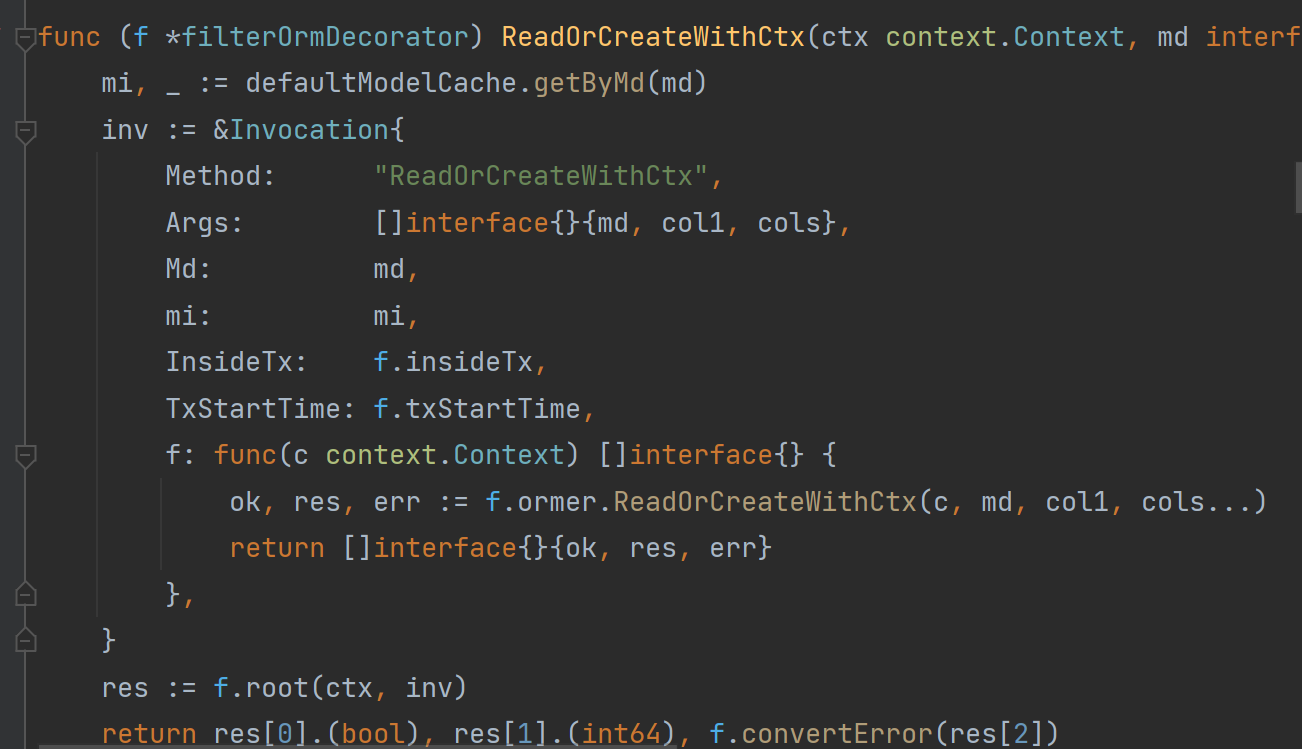 func (f *filterOrmDecorator) ReadOrCreateWithCtx(ctx context.Context, md interf
    mi, _ := defaultModelCache.getByMd(md)
    inv := &Invocation{
        Method:      "ReadOrCreateWithCtx",
        Args:        []interface{}{md, col1, cols},
        Md:          md,
        mi:          mi,
        InsideTx:    f.insideTx,
        TxStartTime: f.txStartTime,
        f: func(c context.Context) []interface{} {
            ok, res, err := f.ormer.ReadOrCreateWithCtx(c, md, col1, cols...)
            return []interface{}{ok, res, err}
        },
    }
    res := f.root(ctx, inv)
    return res[0].(bool), res[1].(int64), f.convertError(res[2])